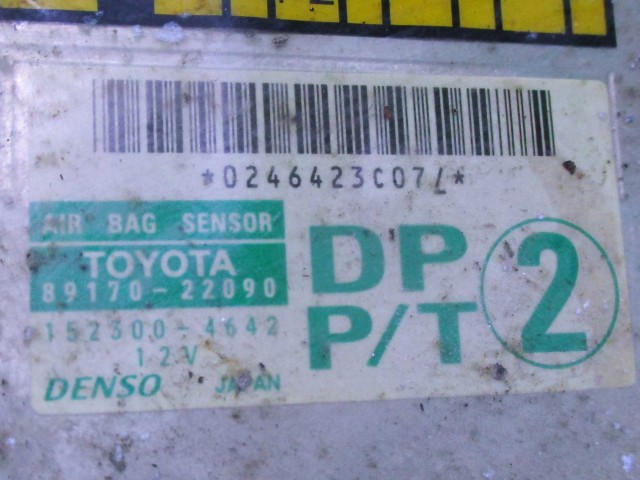 *0246423C07/*
AIR BAG SENSOR
TOYOTA
89170-22090
152300-4642
12V
DENSO JAPAN
DP
P/T
2